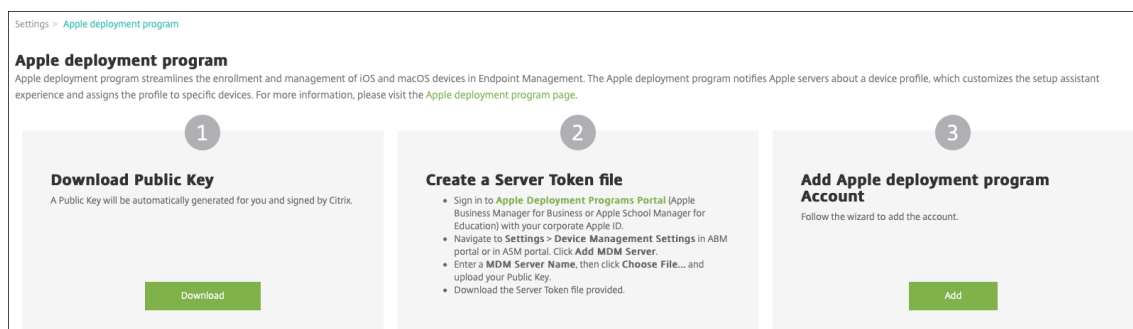 Settings > Apple deployment program
Apple deployment program
Apple deployment program streamlines the enrollment and management of iOS and macOS devices in Endpoint Management. The Apple deployment program notifies Apple servers about a device profile, which customizes the setup assistant
experience and assigns the profile to specific devices. For more information, please visit the Apple deployment program page.
1
Download Public Key
A Public Key will be automatically generated for you and signed by Citrix.
Download
2
Create a Server Token file
• Sign in to Apple Deployment Programs Portal (Apple
Business Manager for Business or Apple School Manager for
Education) with your corporate Apple ID.
• Navigate to Settings > Device Management Settings in ABM
portal or in ASM portal. Click Add MDM Server.
• Enter a MDM Server Name, then click Choose File... and
upload your Public Key.
• Download the Server Token file provided.
3
Add Apple deployment program
Account
Follow the wizard to add the account.
Add